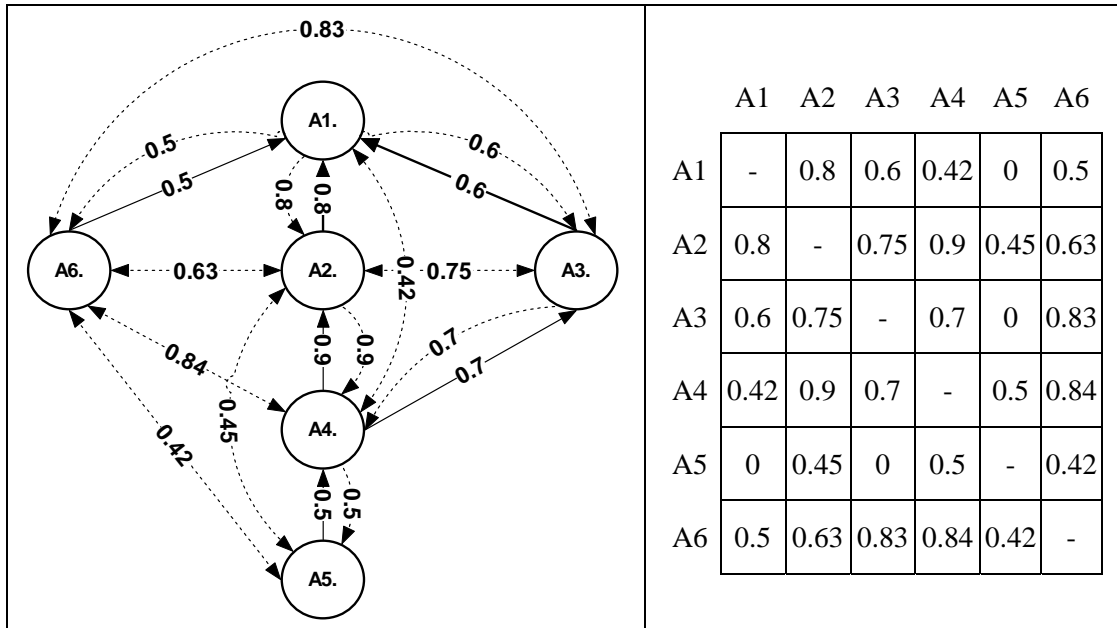 0.83
A1.
0.5
0.6
0.5
0.6
0.8
0.8
A6.
0.63
A2.
0.75
A3.
0.42
0.9
0.9
0.7
0.7
0.84
0.45
A4.
0.42
0.5
0.5
A5.
A1 A2 A3 A4 A5 A6
A1 - 0.8 0.6 0.42 0 0.5
A2 0.8 - 0.75 0.9 0.45 0.63
A3 0.6 0.75 - 0.7 0 0.83
A4 0.42 0.9 0.7 - 0.5 0.84
A5 0 0.45 0 0.5 - 0.42
A6 0.5 0.63 0.83 0.84 0.42 -